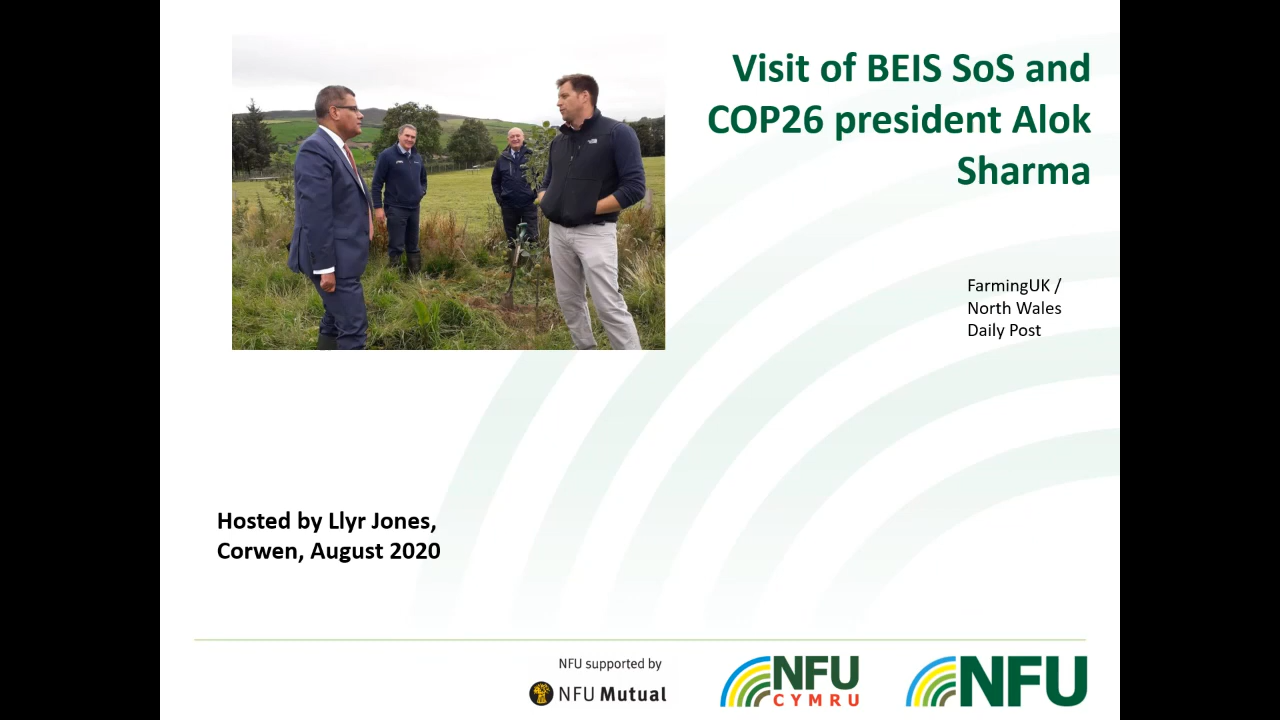 Visit of BEIS SoS and
COP26 president Alok
Sharma
FarmingUK /
North Wales
Daily Post
Hosted by Llyr Jones,
Corwen, August 2020
NFU supported by
NFU Mutual
NFU
CYMRU
NFU